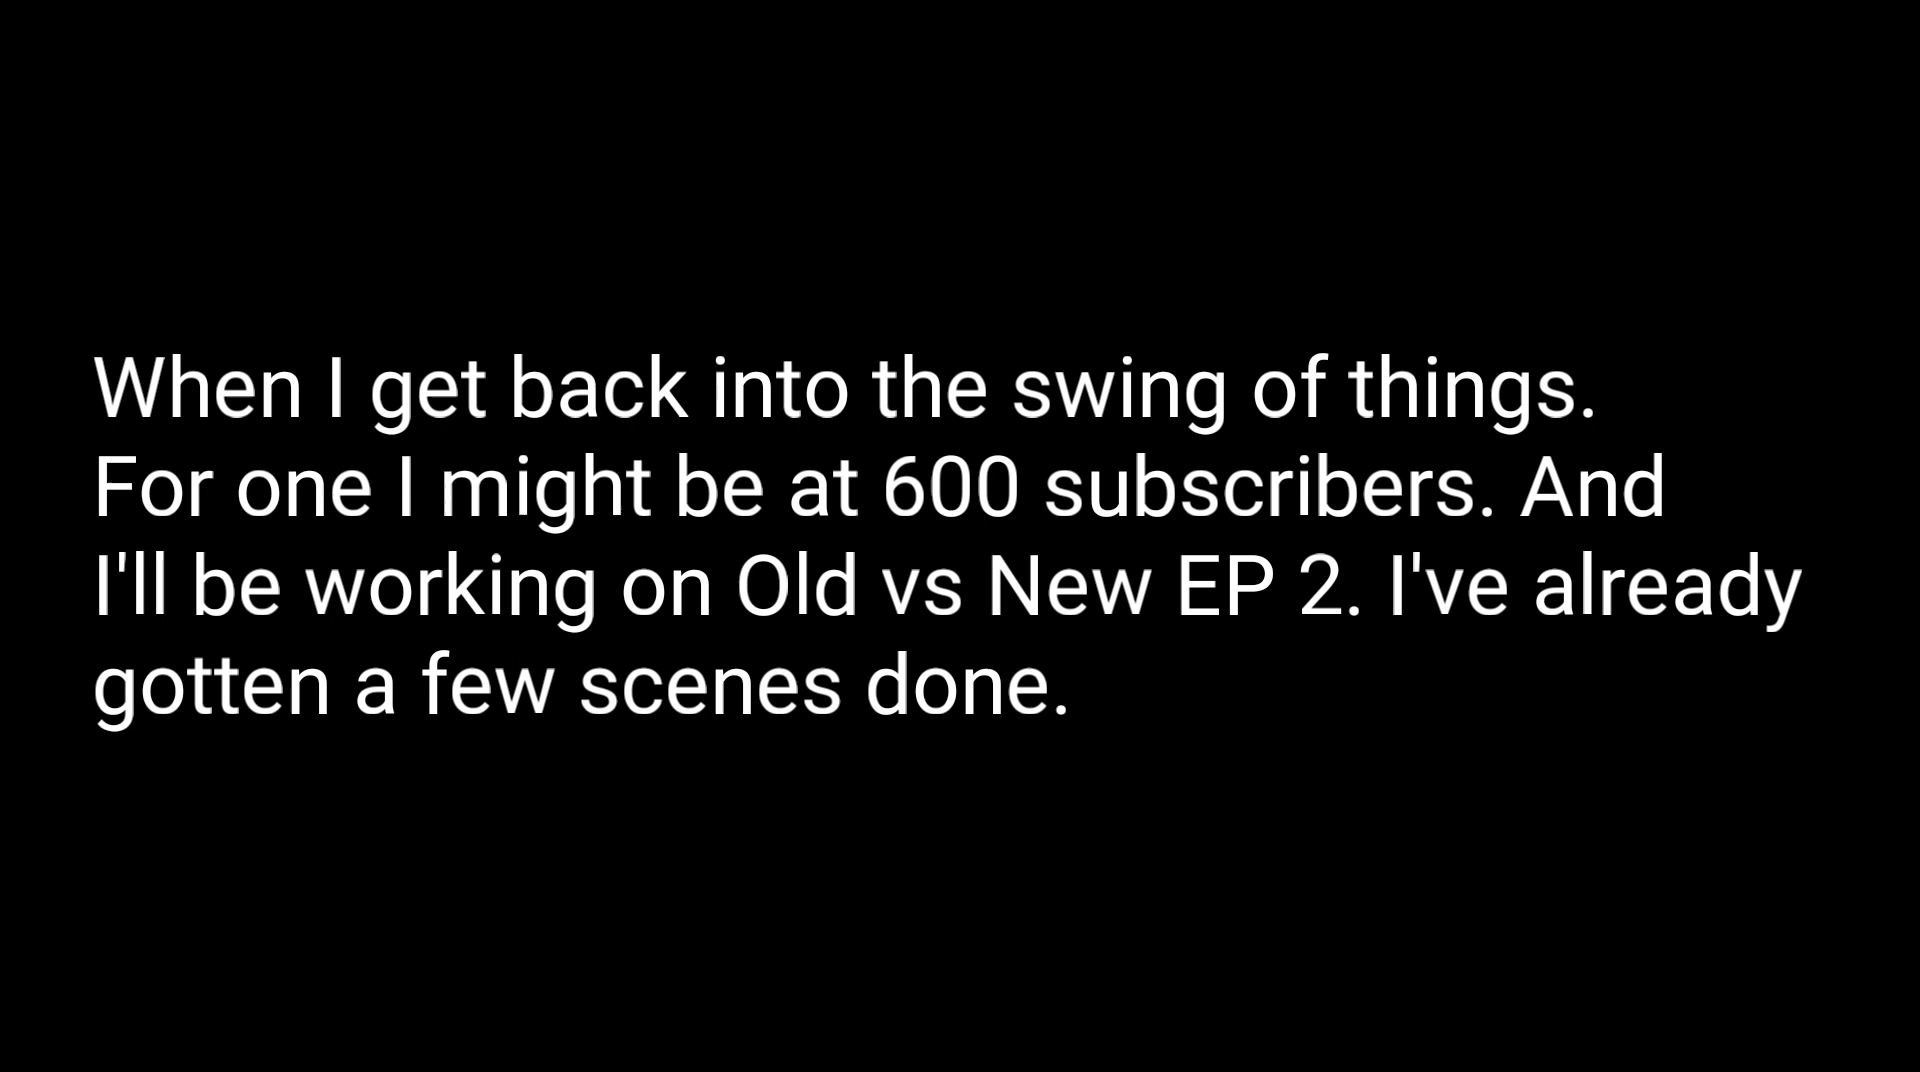 When I get back into the swing of things.
For one I might be at 600 subscribers. And
I'll be working on Old vs New EP 2. I've already
gotten a few scenes done.